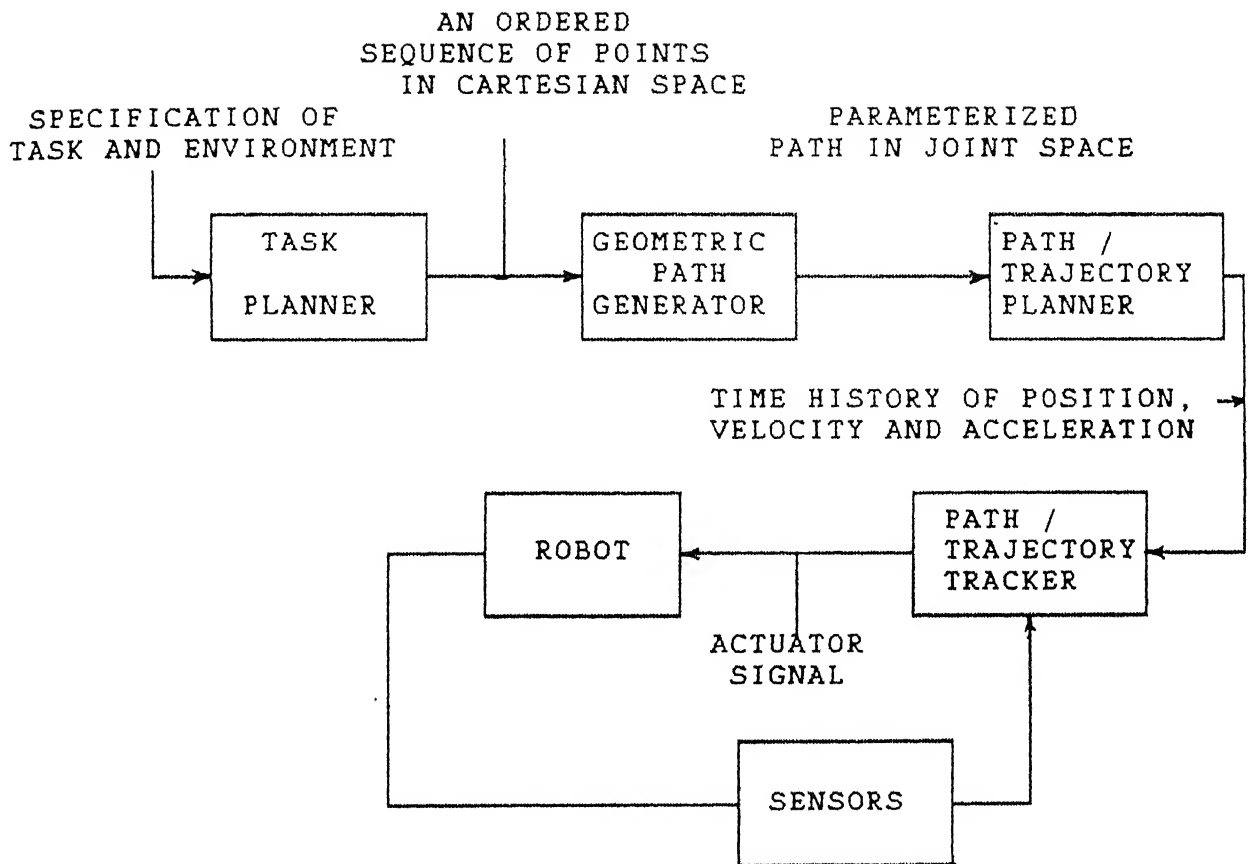 AN ORDERED
SEQUENCE OF POINTS
IN CARTESIAN SPACE
SPECIFICATION OF
TASK AND ENVIRONMENT
PARAMETERIZED
PATH IN JOINT SPACE
TASK
PLANNER
GEOMETRIC
PATH
GENERATOR
PATH /
TRAJECTORY
PLANNER
TIME HISTORY OF POSITION,
VELOCITY AND ACCELERATION
ROBOT
PATH /
TRAJECTORY
TRACKER
ACTUATOR
SIGNAL
SENSORS